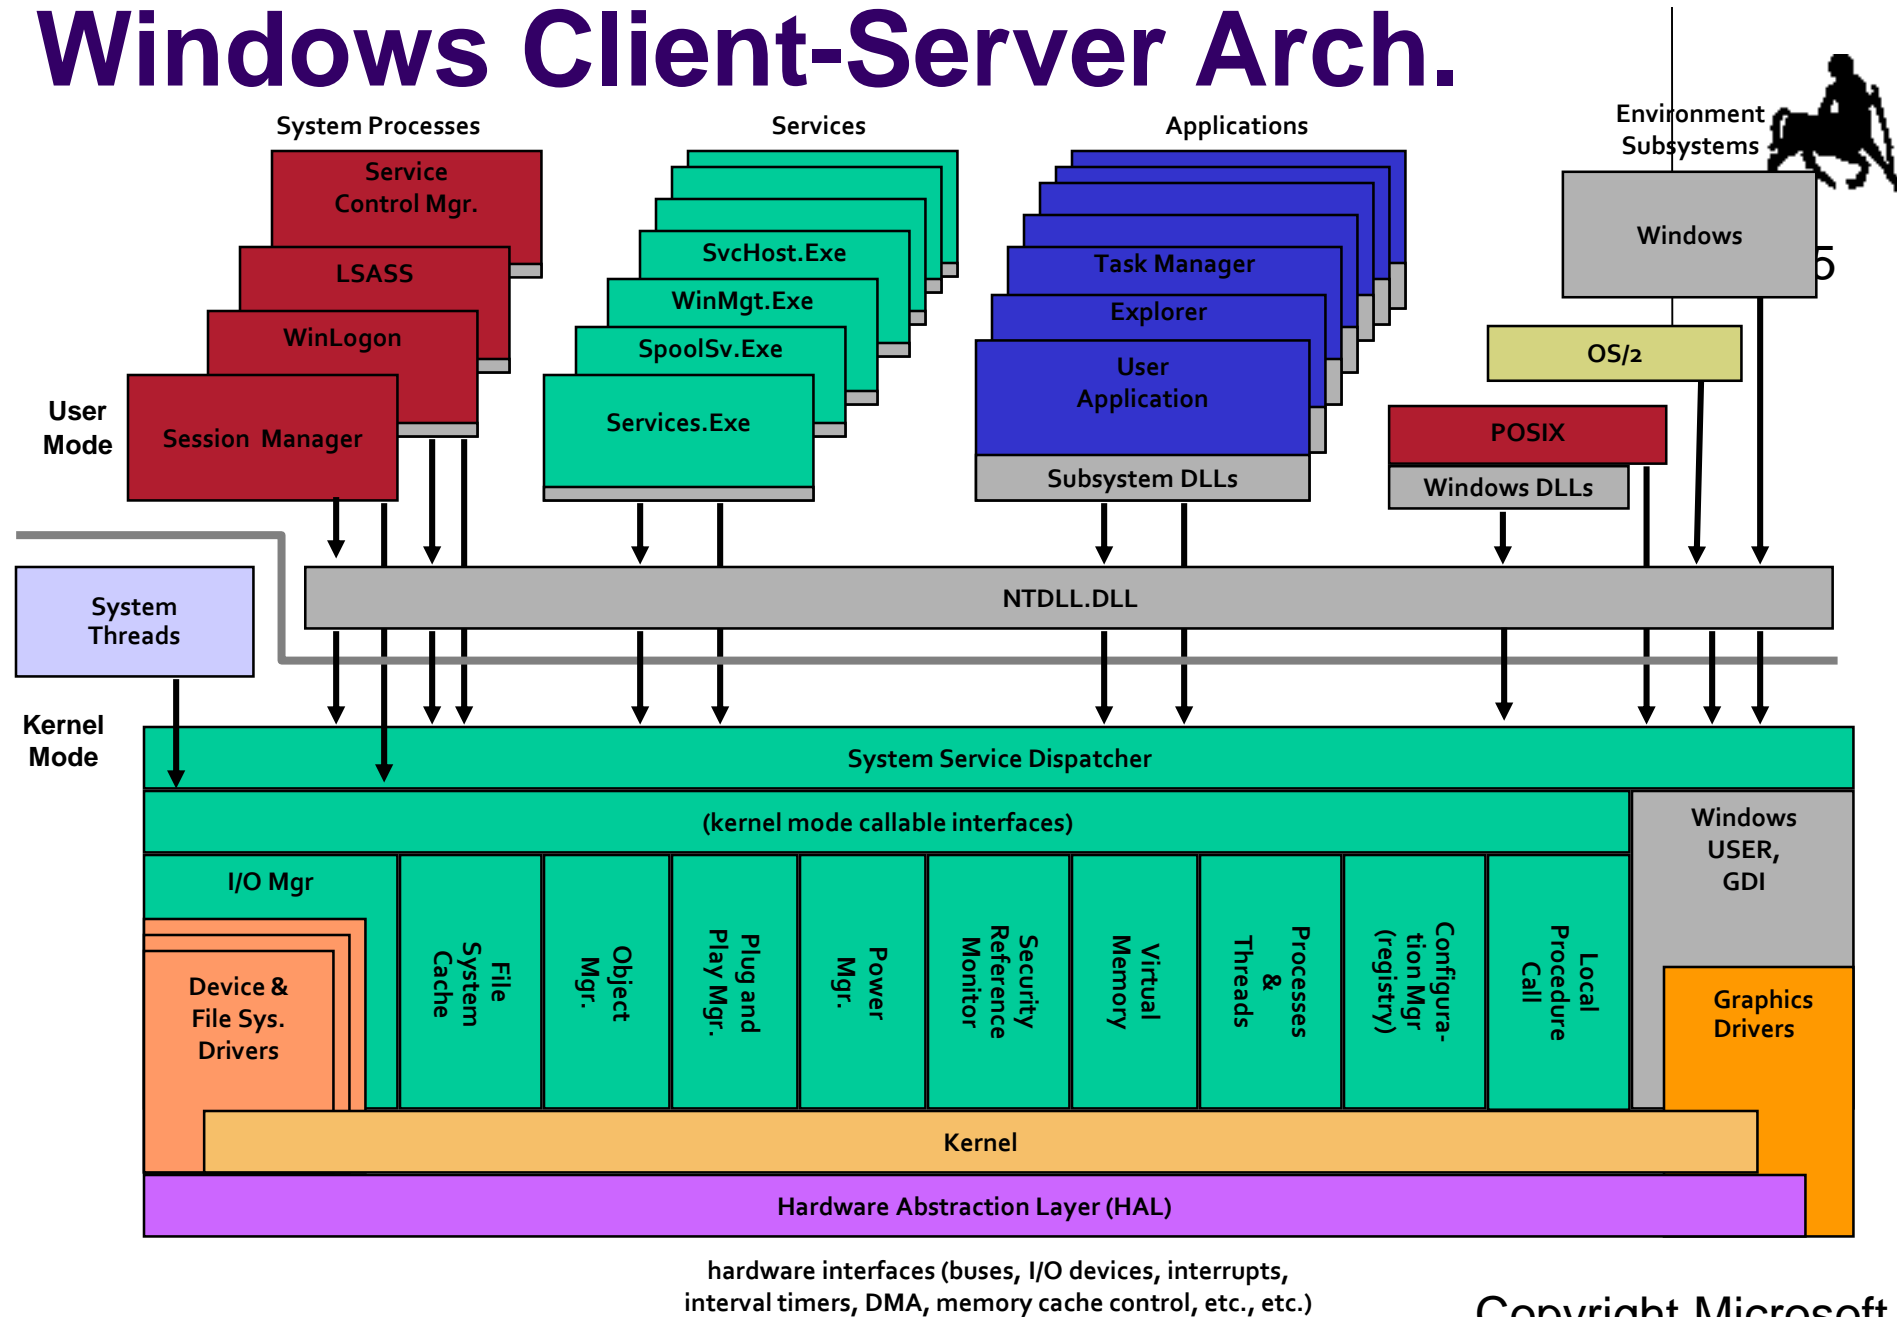 Windows Client-Server Arch.
System Processes
Services
Applications
Environment
Subsystems
Service
Control Mgr.
LSASS
WinLogon
Session Manager
SvcHost.Exe
WinMgt.Exe
SpoolSv.Exe
Services.Exe
Task Manager
Explorer
User
Application
Subsystem DLLs
Windows
5
OS/2
POSIX
Windows DLLs
User
Mode
System
Threads
NTDLL.DLL
Kernel
Mode
System Service Dispatcher
(kernel mode callable interfaces)
Windows
USER,
GDI
I/O Mgr
Device &
File Sys.
Drivers
File
System
Cache
Object
Mgr.
Plug and
Play Mgr.
Power
Mgr.
Security
Reference
Monitor
Virtual
Memory
Processes
&
Threads
Configura-
tion Mgr
(registry)
Local
Procedure
Call
Graphics
Drivers
Kernel
Hardware Abstraction Layer (HAL)
hardware interfaces (buses, I/O devices, interrupts,
interval timers, DMA, memory cache control, etc., etc.)
Copyright Microsoft